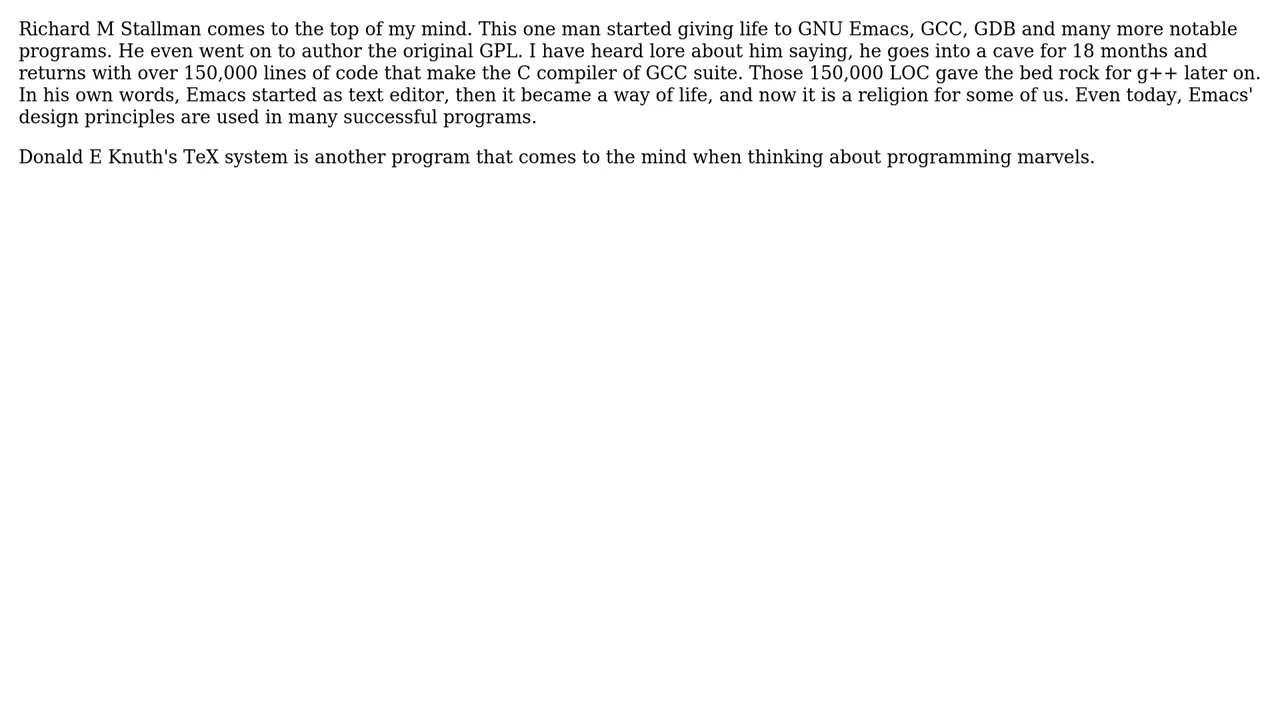 Richard M Stallman comes to the top of my mind. This one man started giving life to GNU Emacs, GCC, GDB and many more notable
programs. He even went on to author the original GPL. I have heard lore about him saying, he goes into a cave for 18 months and
returns with over 150,000 lines of code that make the C compiler of GCC suite. Those 150,000 LOC gave the bed rock for g++ later on.
In his own words, Emacs started as text editor, then it became a way of life, and now it is a religion for some of us. Even today, Emacs'
design principles are used in many successful programs.
Donald E Knuth's TeX system is another program that comes to the mind when thinking about programming marvels.